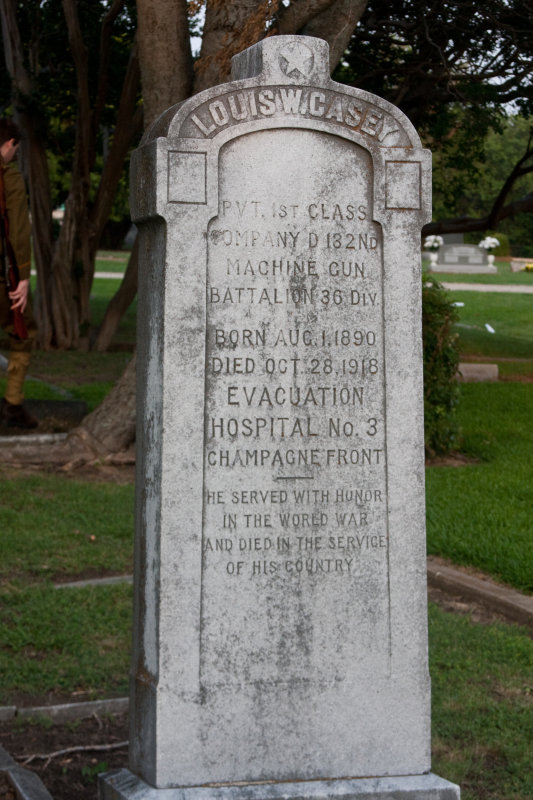 LOUIS W. CASEY
PVT. 1ST CLASS
COMPANY D 132ND
MACHINE GUN
BATTALION 36 DIV.
BORN AUG. 1. 1890
DIED OCT. 28. 1918
EVACUATION
HOSPITAL NO. 3
CHAMPAGNE FRONT
HE SERVED WITH HONOR
IN THE WORLD WAR
AND DIED IN THE SERVICE
OF HIS COUNTRY